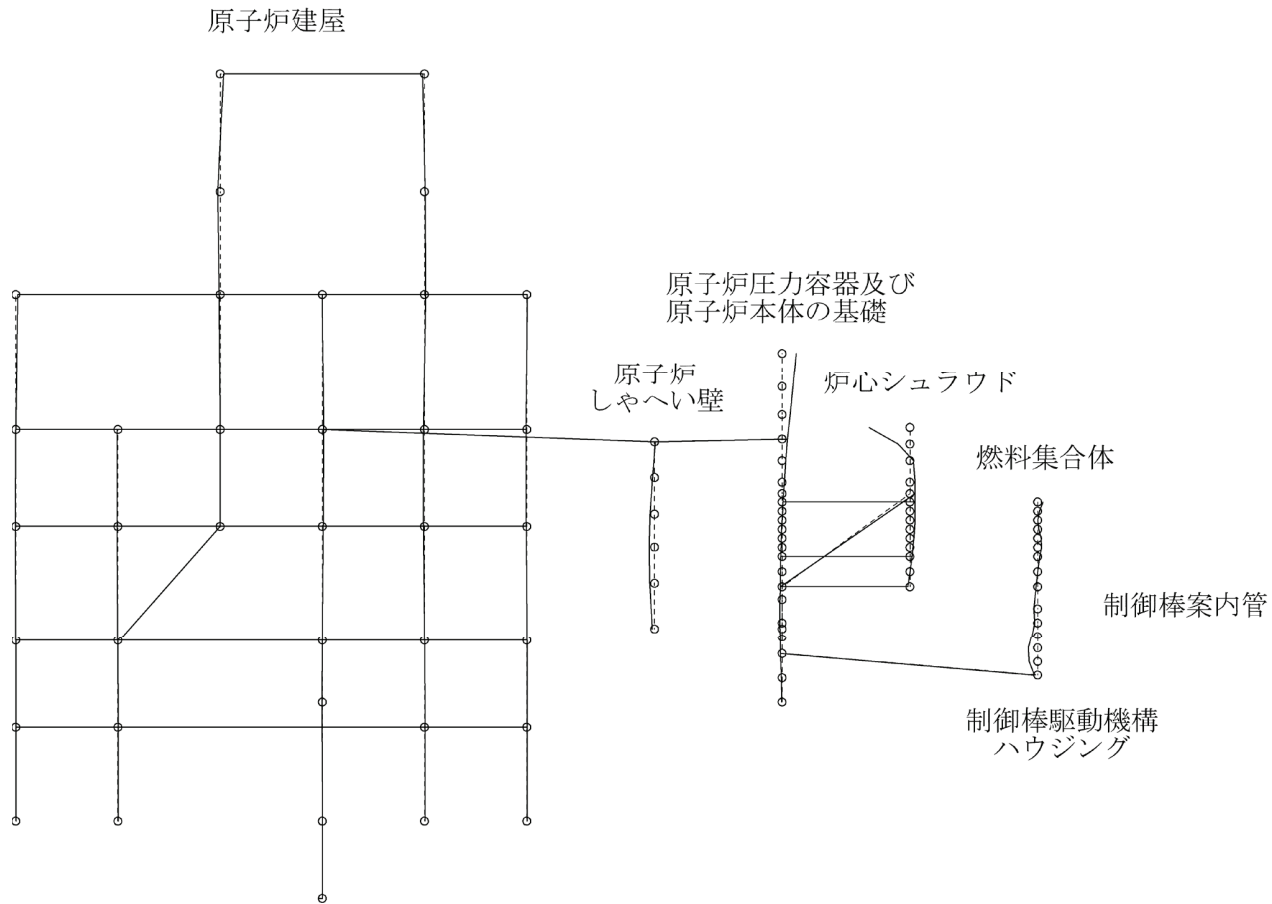 原子炉建屋
原子炉圧力容器及び
原子炉本体の基礎
原子炉
しゃへい壁
炉心シュラウド
燃料集合体
制御棒案内管
制御棒駆動機構
ハウジング